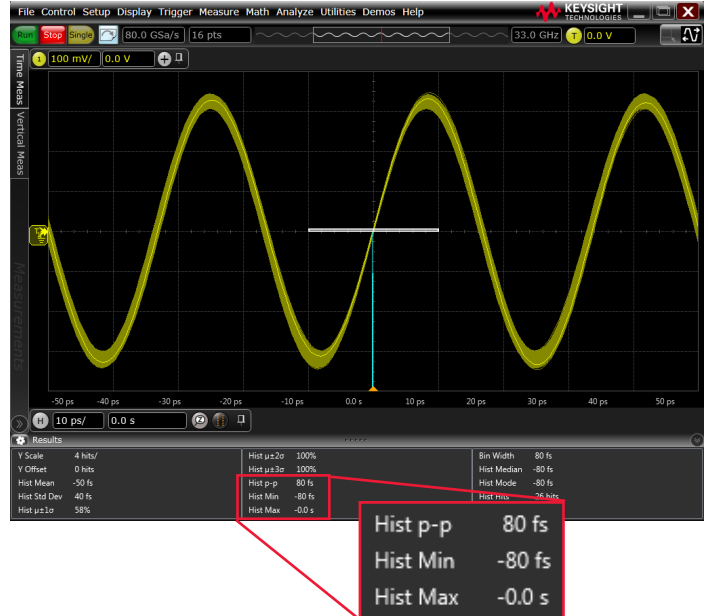 File Control Setup Display Trigger Measure Math Analyze Utilities Demos Help
KEYSIGHT
TECHNOLOGIES
Run Stop Single 80.0 GSa/s 16 pts 33.0 GHz T 0.0 V
1 100 mV/ 0.0 V
Time Meas
Vertical Meas
Measurements
T
-50 ps -40 ps -30 ps -20 ps -10 ps 0.0 s 10 ps 20 ps 30 ps 40 ps 50 ps
H 10 ps/ 0.0 s
Results
Y Scale 4 hits/ Hist µ±2σ 100% Bin Width 80 fs
Y Offset 0 hits Hist µ±3σ 100% Hist Median -80 fs
Hist Mean -50 fs Hist p-p 80 fs Hist Mode -80 fs
Hist Std Dev 40 fs Hist Min -80 fs Hist Hits 26 hits
Hist µ±1σ 58% Hist Max -0.0 s
Hist p-p 80 fs
Hist Min -80 fs
Hist Max -0.0 s